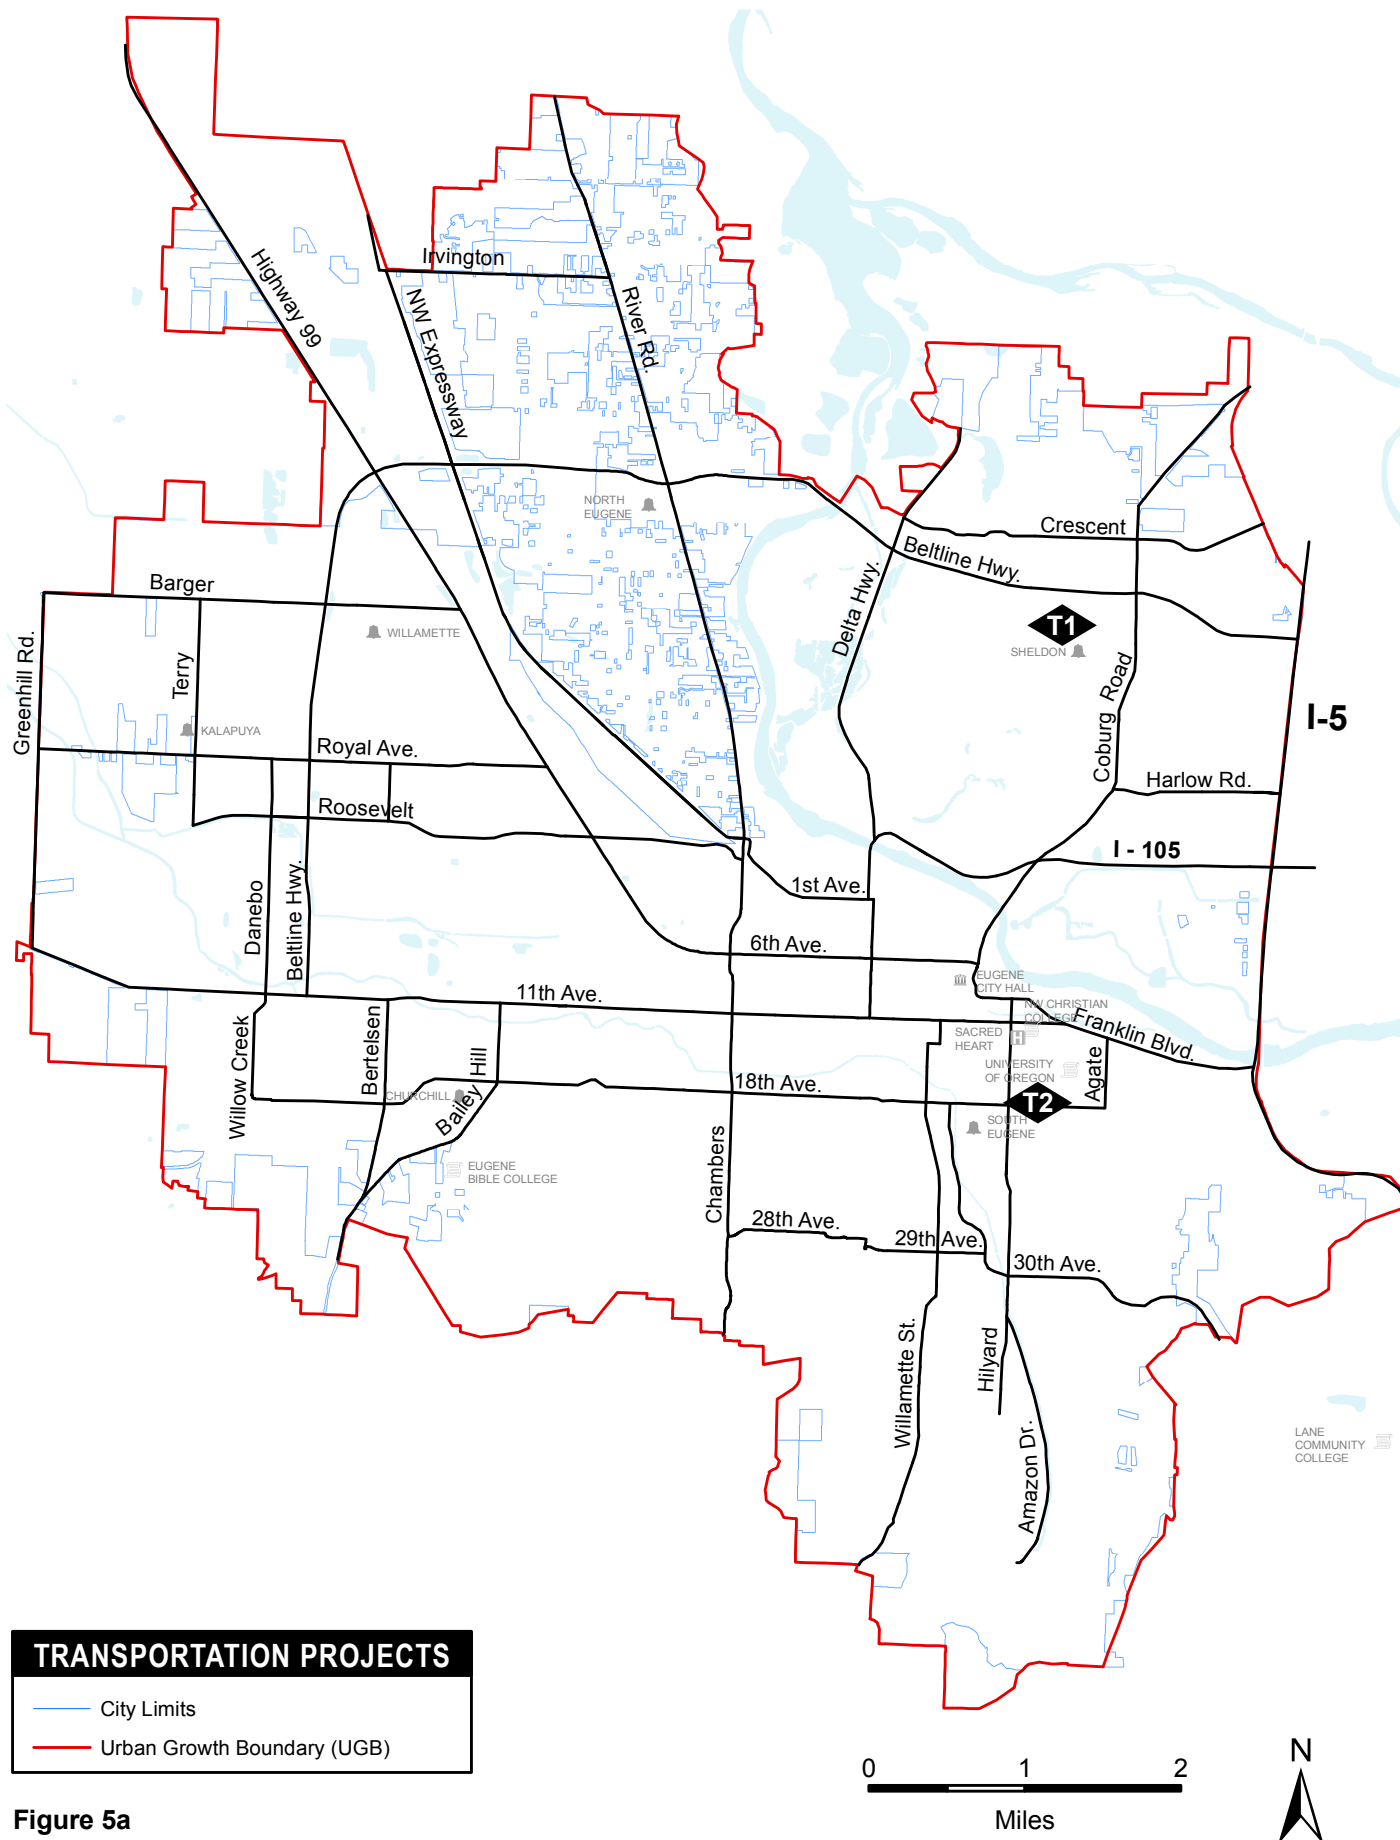 Irvington
Highway 99
NW Expressway
River Rd.
NORTH
EUGENE
Crescent
Beltline Hwy.
Delta Hwy.
Barger
WILLAMETTE
T1
SHELDON
Greenhill Rd.
Terry
KALAPUYA
Coburg Road
I-5
Royal Ave.
Harlow Rd.
Roosevelt
I - 105
1st Ave.
Danebo
Beltline Hwy.
6th Ave.
EUGENE
CITY HALL
11th Ave.
NW CHRISTIAN
COLLEGE
Franklin Blvd.
SACRED
HEART
H
UNIVERSITY
OF OREGON
Agate
Willow Creek
Bertelsen
Bailey Hill
CHURCHILL
18th Ave.
T2
SOUTH
EUGENE
EUGENE
BIBLE COLLEGE
Chambers
28th Ave.
29th Ave.
30th Ave.
Willamette St.
Hilyard
Amazon Dr.
LANE
COMMUNITY
COLLEGE
TRANSPORTATION PROJECTS
City Limits
Urban Growth Boundary (UGB)
0 1 2
Miles
N
Figure 5a